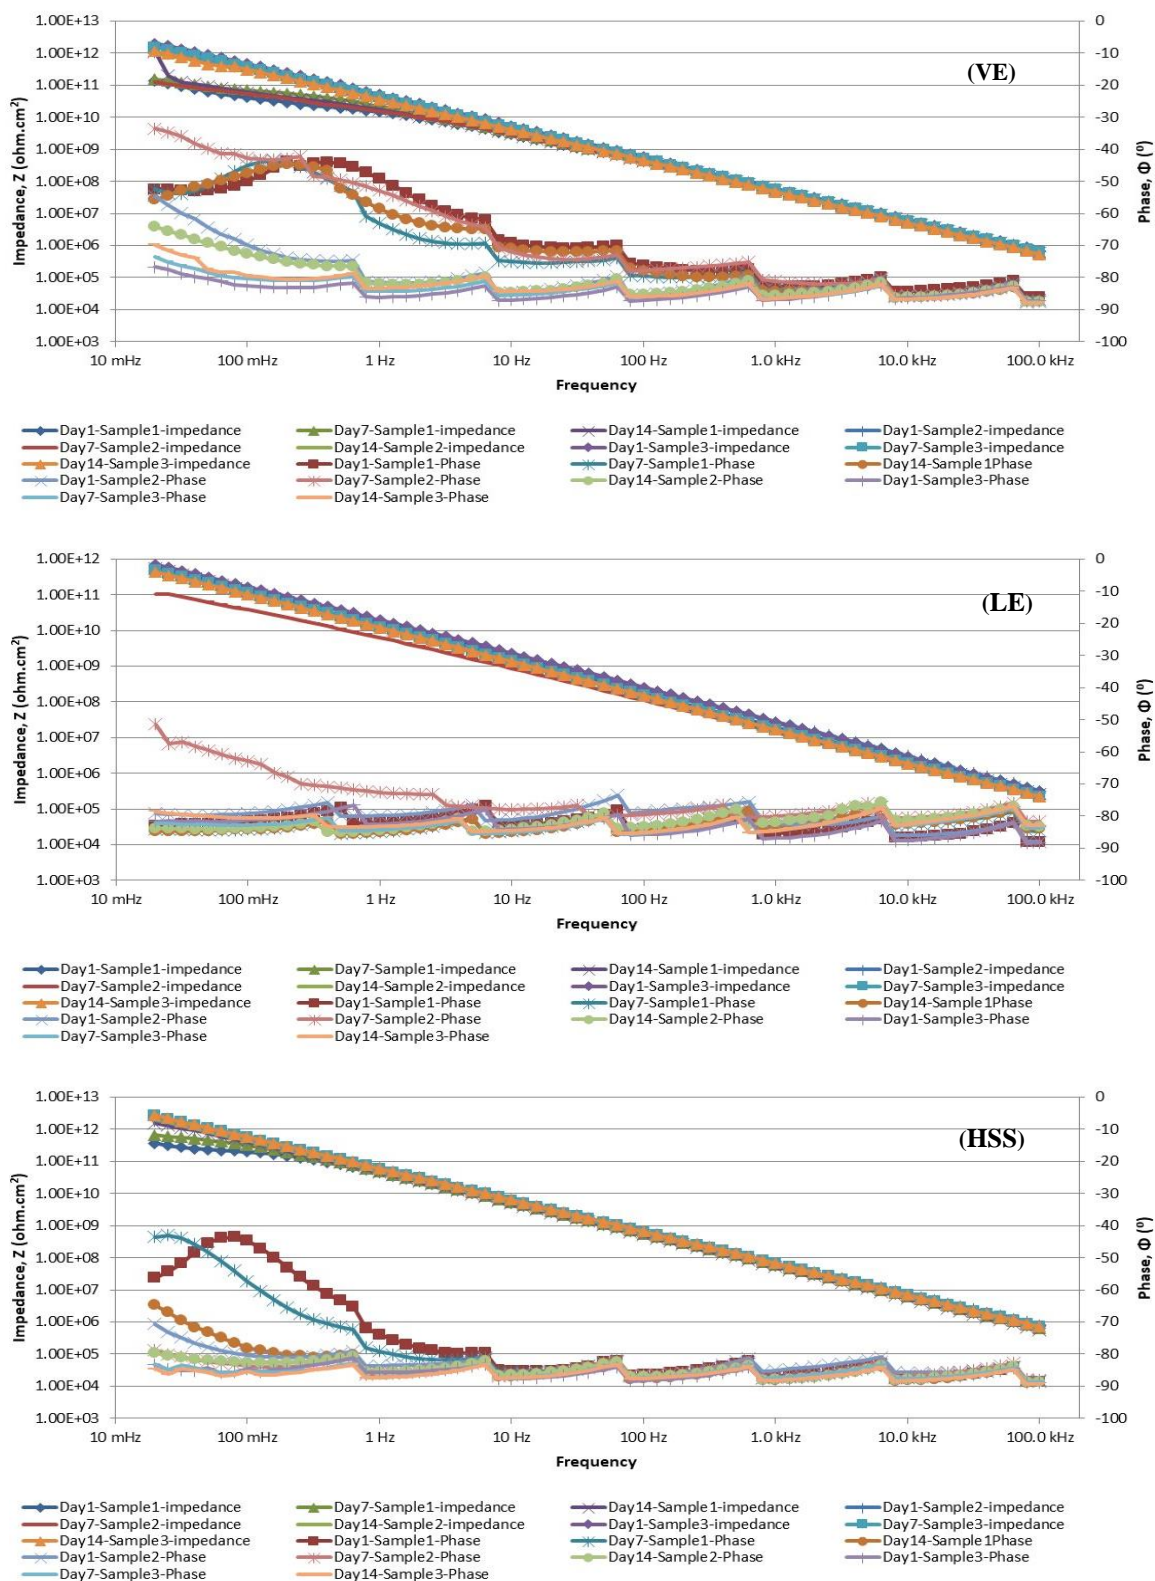 (VE)
Impedance, Z (ohm.cm²)
1.00E+13
1.00E+12
1.00E+11
1.00E+10
1.00E+09
1.00E+08
1.00E+07
1.00E+06
1.00E+05
1.00E+04
1.00E+03
0
-10
-20
-30
-40
-50
-60
-70
-80
-90
-100
Phase, Φ (⁰)
10 mHz 100 mHz 1 Hz 10 Hz 100 Hz 1.0 kHz 10.0 kHz 100.0 kHz
Frequency
Day1-Sample1-impedance Day7-Sample1-impedance Day14-Sample1-impedance Day1-Sample2-impedance
Day7-Sample2-impedance Day14-Sample2-impedance Day1-Sample3-impedance Day7-Sample3-impedance
Day14-Sample3-impedance Day1-Sample1-Phase Day7-Sample1-Phase Day14-Sample1Phase
Day1-Sample2-Phase Day7-Sample2-Phase Day14-Sample2-Phase Day1-Sample3-Phase
Day7-Sample3-Phase Day14-Sample3-Phase
(LE)
Impedance, Z (ohm.cm²)
1.00E+12
1.00E+11
1.00E+10
1.00E+09
1.00E+08
1.00E+07
1.00E+06
1.00E+05
1.00E+04
1.00E+03
0
-10
-20
-30
-40
-50
-60
-70
-80
-90
-100
Phase, Φ (⁰)
10 mHz 100 mHz 1 Hz 10 Hz 100 Hz 1.0 kHz 10.0 kHz 100.0 kHz
Frequency
Day1-Sample1-impedance Day7-Sample1-impedance Day14-Sample1-impedance Day1-Sample2-impedance
Day7-Sample2-impedance Day14-Sample2-impedance Day1-Sample3-impedance Day7-Sample3-impedance
Day14-Sample3-impedance Day1-Sample1-Phase Day7-Sample1-Phase Day14-Sample1Phase
Day1-Sample2-Phase Day7-Sample2-Phase Day14-Sample2-Phase Day1-Sample3-Phase
Day7-Sample3-Phase Day14-Sample3-Phase
(HSS)
Impedance, Z (ohm.cm²)
1.00E+13
1.00E+12
1.00E+11
1.00E+10
1.00E+09
1.00E+08
1.00E+07
1.00E+06
1.00E+05
1.00E+04
1.00E+03
0
-10
-20
-30
-40
-50
-60
-70
-80
-90
-100
Phase, Φ (⁰)
10 mHz 100 mHz 1 Hz 10 Hz 100 Hz 1.0 kHz 10.0 kHz 100.0 kHz
Frequency
Day1-Sample1-impedance Day7-Sample1-impedance Day14-Sample1-impedance Day1-Sample2-impedance
Day7-Sample2-impedance Day14-Sample2-impedance Day1-Sample3-impedance Day7-Sample3-impedance
Day14-Sample3-impedance Day1-Sample1-Phase Day7-Sample1-Phase Day14-Sample1Phase
Day1-Sample2-Phase Day7-Sample2-Phase Day14-Sample2-Phase Day1-Sample3-Phase
Day7-Sample3-Phase Day14-Sample3-Phase